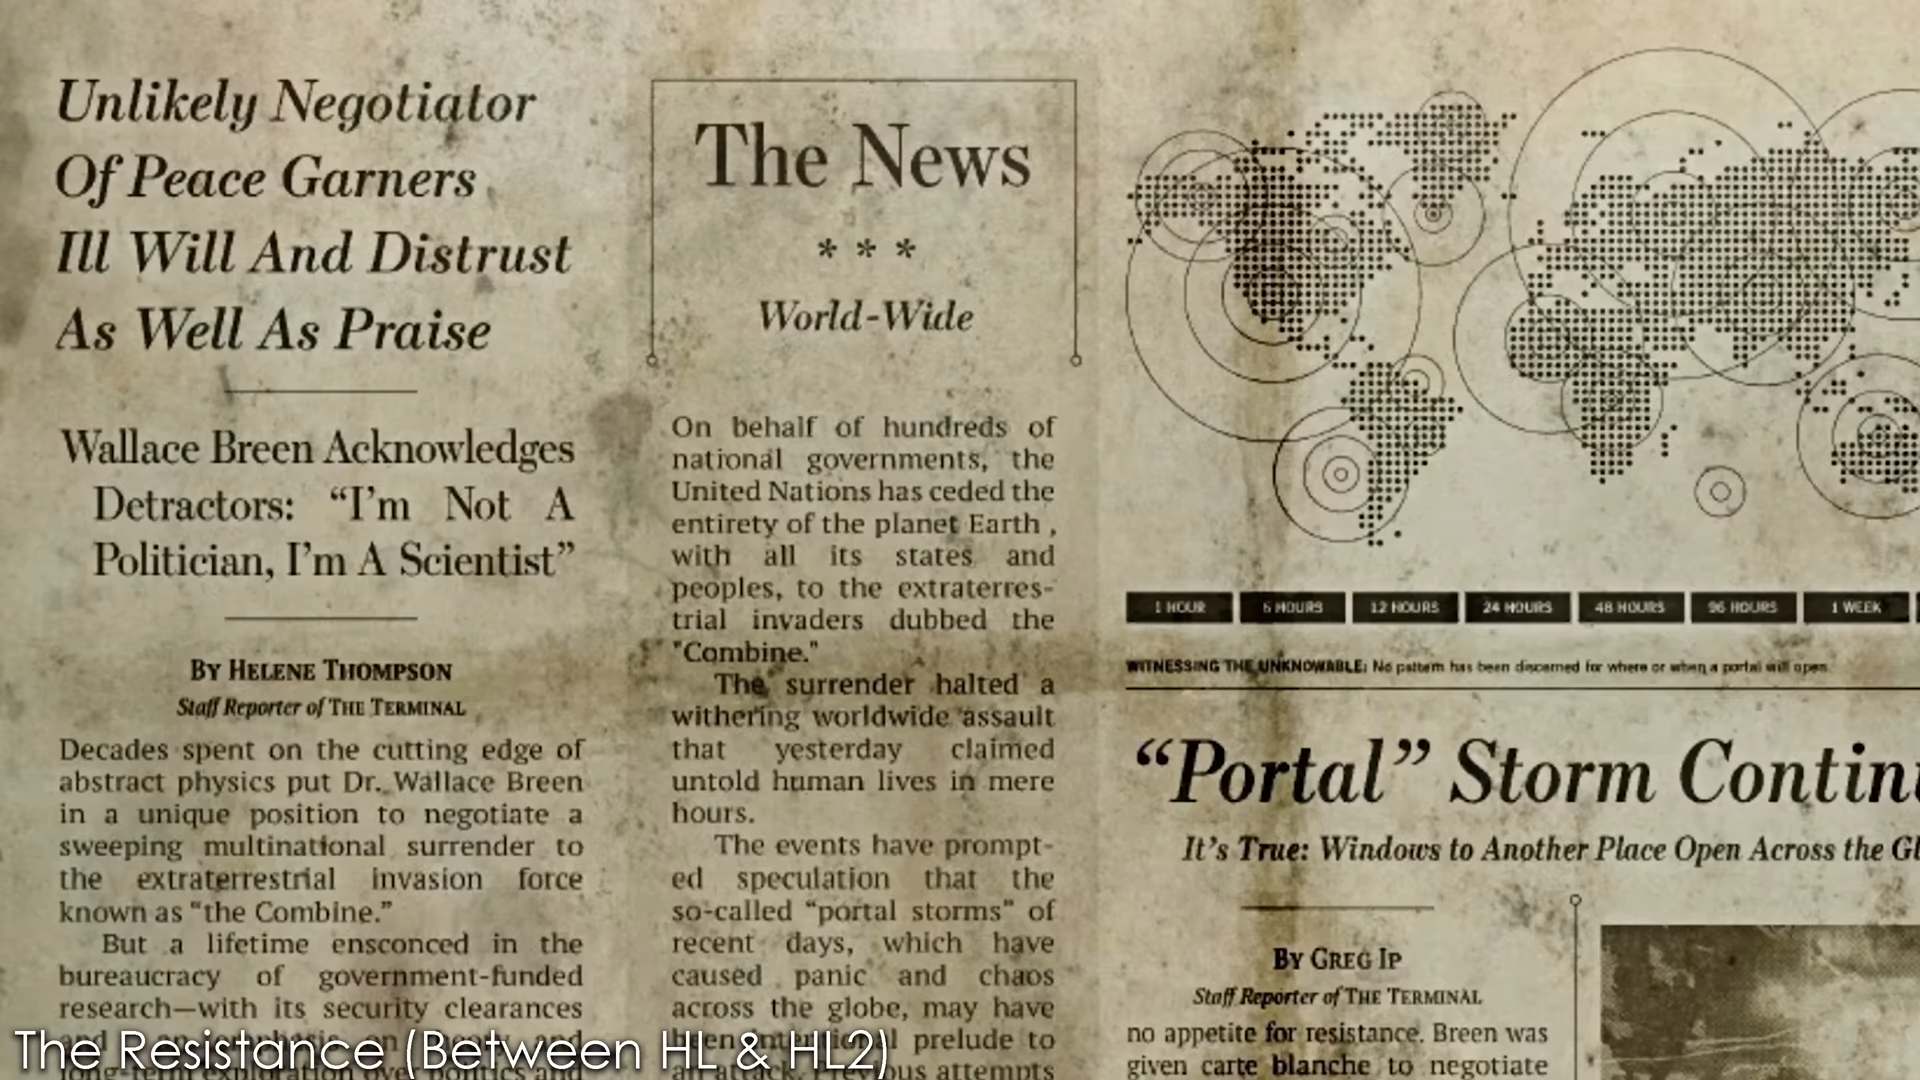 Unlikely Negotiator
Of Peace Garners
Ill Will And Distrust
As Well As Praise
Wallace Breen Acknowledges
Detractors: “I’m Not A
Politician, I’m A Scientist”
BY HELENE THOMPSON
Staff Reporter of THE TERMINAL
Decades spent on the cutting edge of
abstract physics put Dr. Wallace Breen
in a unique position to negotiate a
sweeping multinational surrender to
the extraterrestrial invasion force
known as “the Combine.”
But a lifetime ensconced in the
bureaucracy of government-funded
research—with its security clearances
The News
* * *
World-Wide
On behalf of hundreds of
national governments, the
United Nations has ceded the
entirety of the planet Earth ,
with all its states and
peoples, to the extraterres-
trial invaders dubbed the
"Combine."
The surrender halted a
withering worldwide assault
that yesterday claimed
untold human lives in mere
hours.
The events have prompt-
ed speculation that the
so-called “portal storms” of
recent days, which have
caused panic and chaos
across the globe, may have
been intentional prelude to
an attack. Previous attempts
1 HOUR 6 HOURS 12 HOURS 24 HOURS 48 HOURS 96 HOURS 1 WEEK
WITNESSING THE UNKNOWABLE: No pattern has been discerned for where or when a portal will open.
“Portal” Storm Continu
It’s True: Windows to Another Place Open Across the Gl
BY GREG IP
Staff Reporter of THE TERMINAL
no appetite for resistance. Breen was
given carte blanche to negotiate
The Resistance (Between HL & HL2)